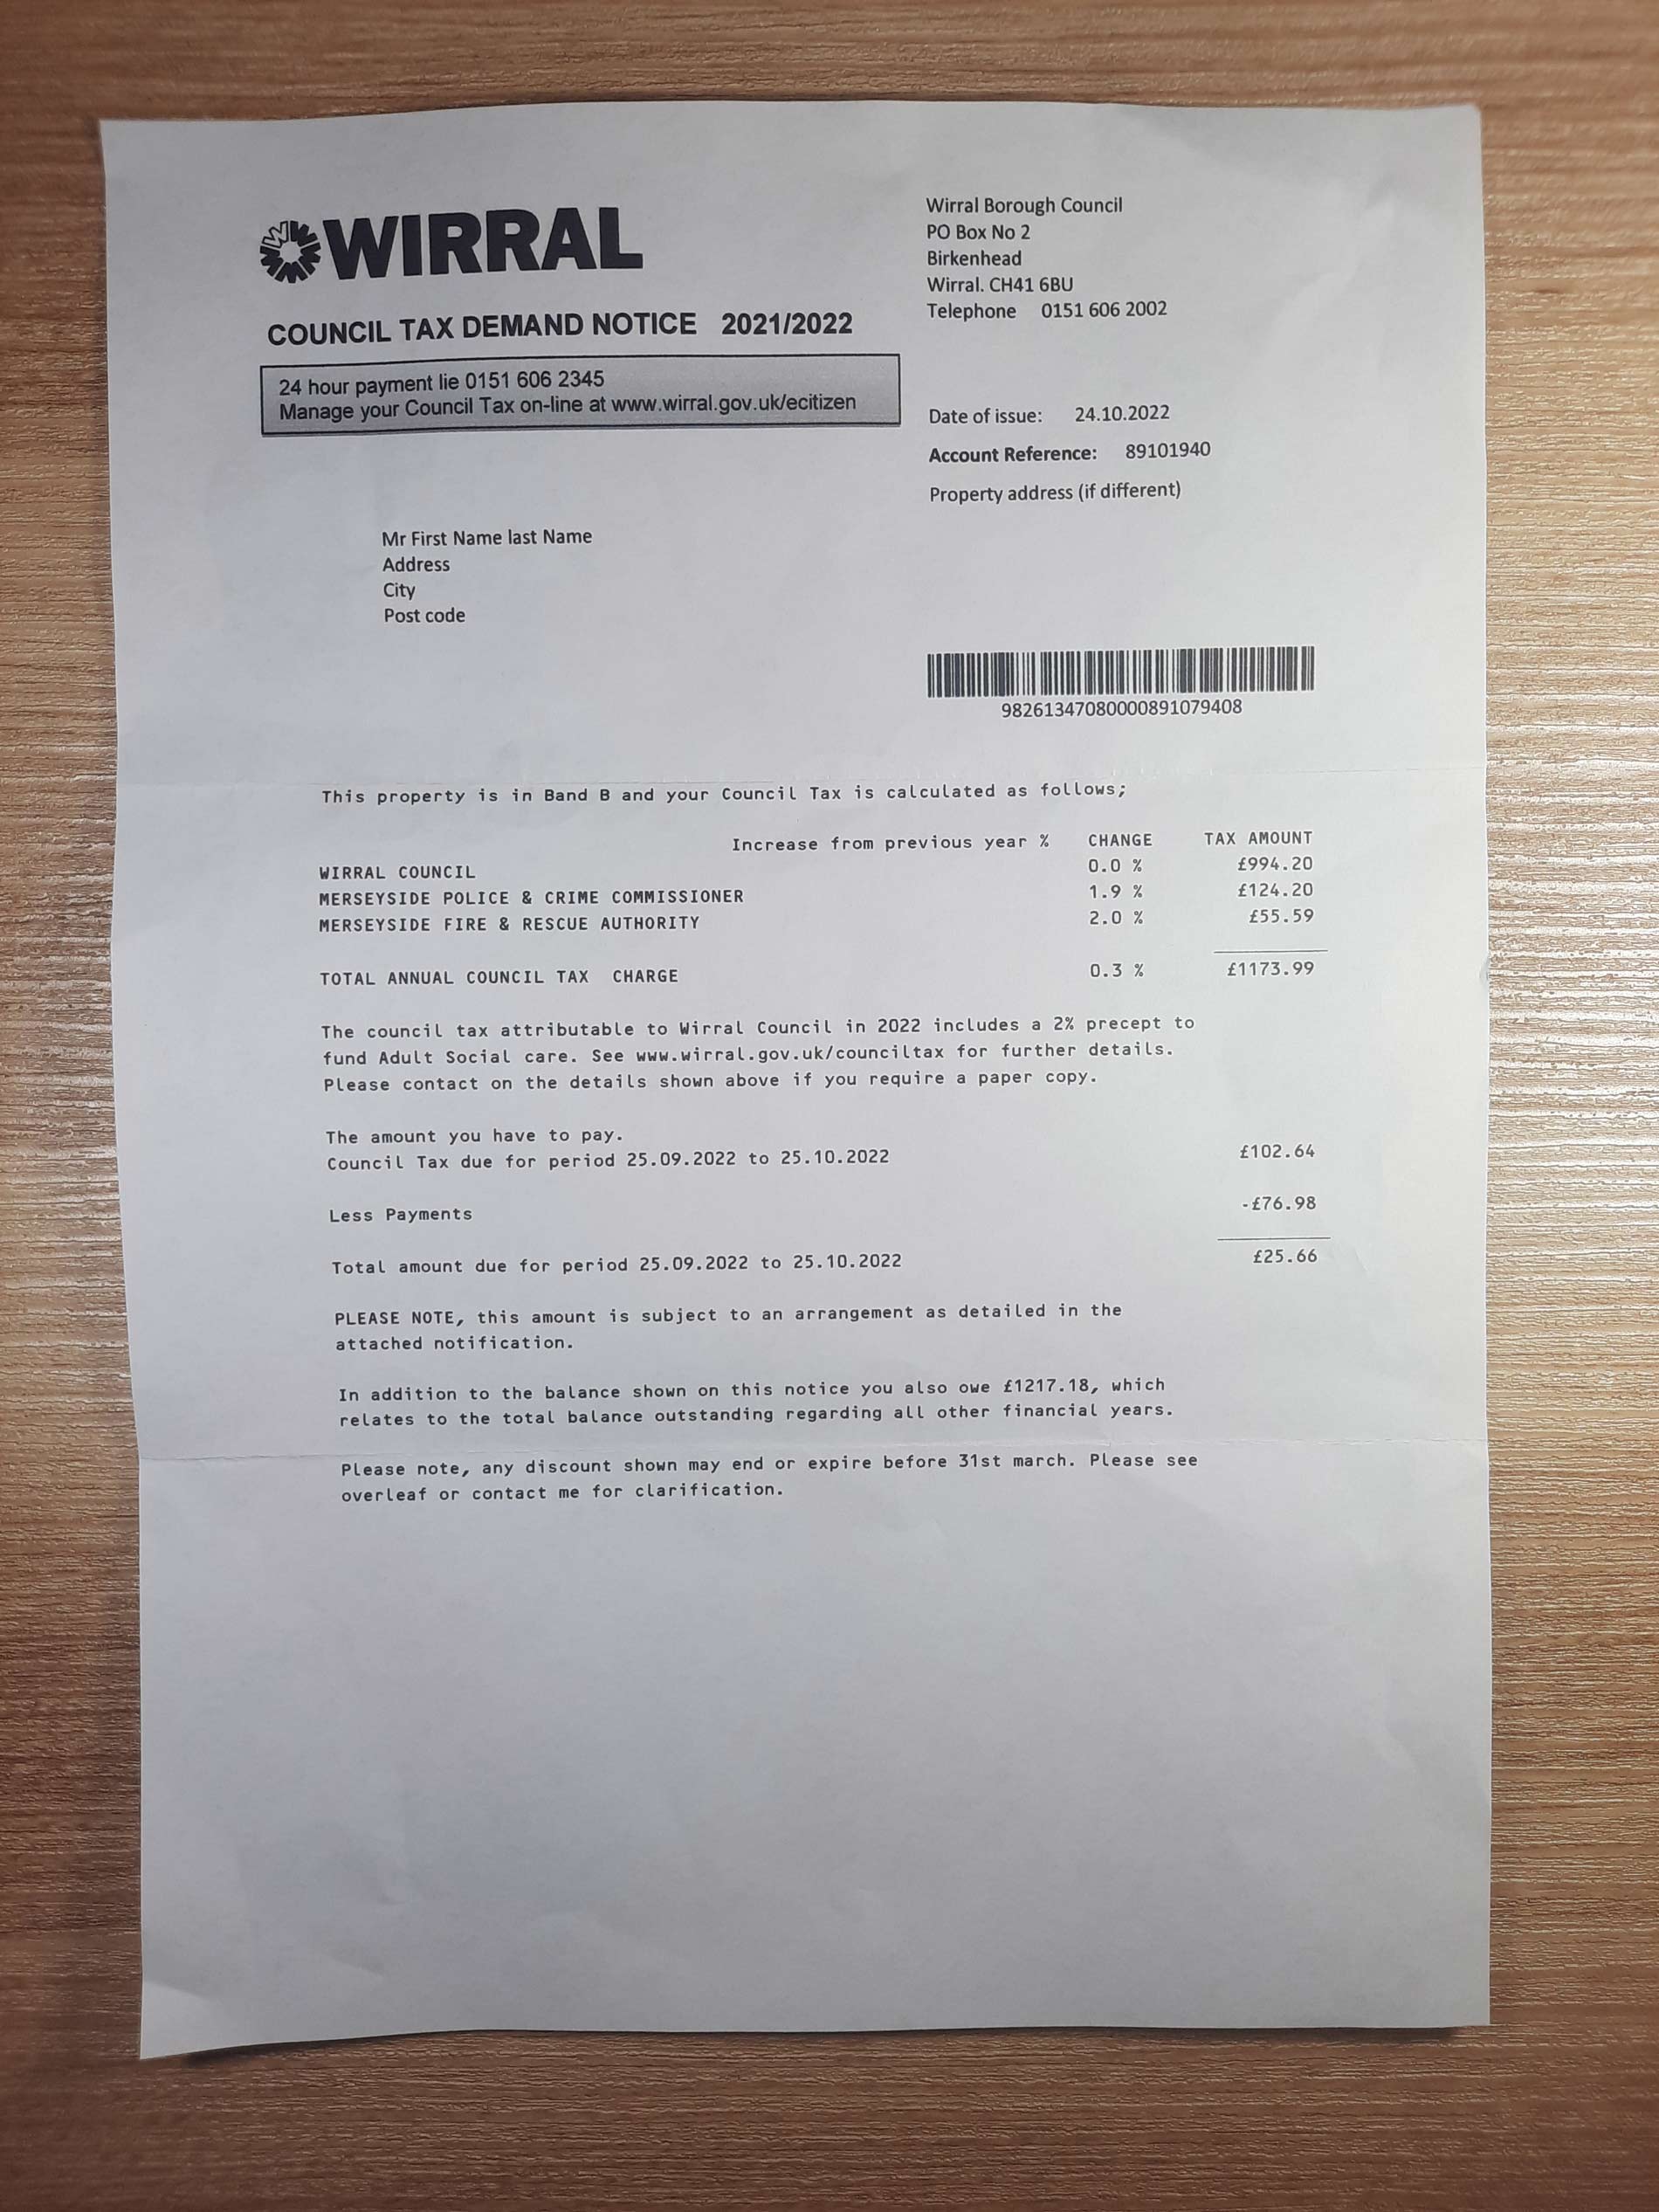 WIRRAL
COUNCIL TAX DEMAND NOTICE 2021/2022
24 hour payment lie 0151 606 2345
Manage your Council Tax on-line at www.wirral.gov.uk/ecitizen
Wirral Borough Council
PO Box No 2
Birkenhead
Wirral. CH41 6BU
Telephone 0151 606 2002
Date of issue: 24.10.2022
Account Reference: 89101940
Property address (if different)
Mr First Name last Name
Address
City
Post code
98261347080000891079408
This property is in Band B and your Council Tax is calculated as follows;
Increase from previous year % CHANGE TAX AMOUNT
WIRRAL COUNCIL 0.0 % £994.20
MERSEYSIDE POLICE & CRIME COMMISSIONER 1.9 % £124.20
MERSEYSIDE FIRE & RESCUE AUTHORITY 2.0 % £55.59
TOTAL ANNUAL COUNCIL TAX CHARGE 0.3 % £1173.99
The council tax attributable to Wirral Council in 2022 includes a 2% precept to
fund Adult Social care. See www.wirral.gov.uk/counciltax for further details.
Please contact on the details shown above if you require a paper copy.
The amount you have to pay.
Council Tax due for period 25.09.2022 to 25.10.2022 £102.64
Less Payments -£76.98
Total amount due for period 25.09.2022 to 25.10.2022 £25.66
PLEASE NOTE, this amount is subject to an arrangement as detailed in the
attached notification.
In addition to the balance shown on this notice you also owe £1217.18, which
relates to the total balance outstanding regarding all other financial years.
Please note, any discount shown may end or expire before 31st march. Please see
overleaf or contact me for clarification.